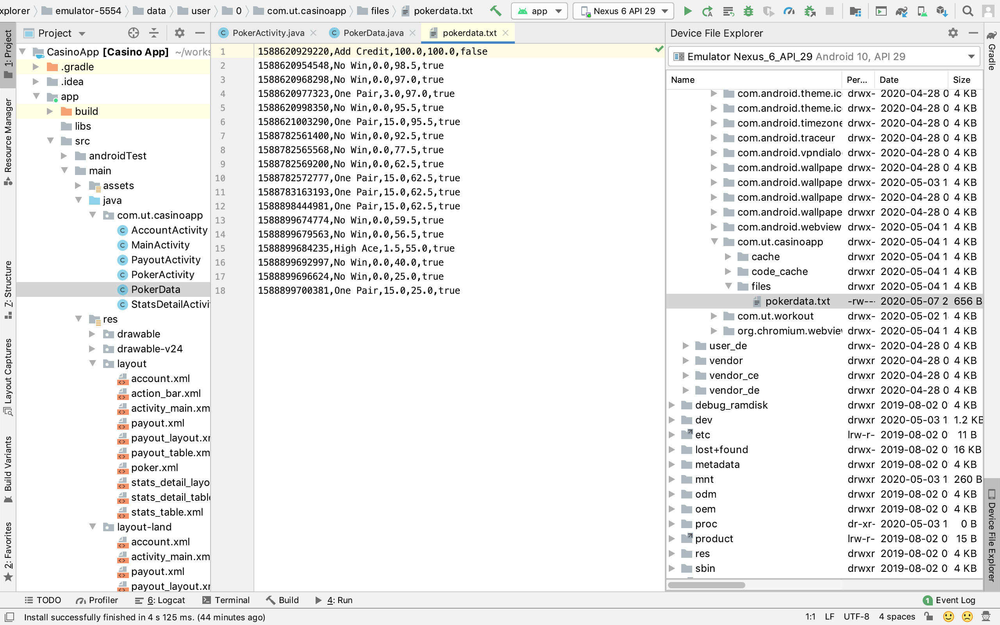 xplorer emulator-5554 data user 0 com.ut.casinoapp files pokerdata.txt app Nexus 6 API 29
1: Project
Resource Manager
Z: Structure
Layout Captures
Build Variants
2: Favorites
Project
CasinoApp [Casino App] ~/works
.gradle
.idea
app
build
libs
src
androidTest
main
assets
java
com.ut.casinoapp
AccountActivity
MainActivity
PayoutActivity
PokerActivity
PokerData
StatsDetailActivi
res
drawable
drawable-v24
layout
account.xml
action_bar.xml
activity_main.xm
payout.xml
payout_layout.xr
payout_table.xm
poker.xml
stats_detail_layo
stats_detail_table
stats_table.xml
layout-land
account.xml
activity_main.xm
payout.xml
payout_layout.xr
PokerActivity.java PokerData.java pokerdata.txt
1 1588620929220,Add Credit,100.0,100.0,false
2 1588620954548,No Win,0.0,98.5,true
3 1588620968298,No Win,0.0,97.0,true
4 1588620977323,One Pair,3.0,97.0,true
5 1588620998350,No Win,0.0,95.5,true
6 1588621003290,One Pair,15.0,95.5,true
7 1588782561400,No Win,0.0,92.5,true
8 1588782565568,No Win,0.0,77.5,true
9 1588782569200,No Win,0.0,62.5,true
10 1588782572777,One Pair,15.0,62.5,true
11 1588783163193,One Pair,15.0,62.5,true
12 1588898444981,One Pair,15.0,62.5,true
13 1588899674774,No Win,0.0,59.5,true
14 1588899679563,No Win,0.0,56.5,true
15 1588899684235,High Ace,1.5,55.0,true
16 1588899692997,No Win,0.0,40.0,true
17 1588899696624,No Win,0.0,25.0,true
18 1588899700381,One Pair,15.0,25.0,true
Device File Explorer
Emulator Nexus_6_API_29 Android 10, API 29
Name Per... Date Size
com.android.theme.ic drwx- 2020-04-28 0 4 KB
com.android.theme.ic drwx- 2020-04-28 0 4 KB
com.android.timezone drwx- 2020-04-28 0 4 KB
com.android.traceur drwx- 2020-04-28 0 4 KB
com.android.vpndialo drwx- 2020-04-28 0 4 KB
com.android.wallpape drwx- 2020-04-28 0 4 KB
com.android.wallpape drwx- 2020-05-03 1 4 KB
com.android.wallpape drwx- 2020-04-28 0 4 KB
com.android.wallpape drwx- 2020-04-28 0 4 KB
com.android.webview drwx- 2020-05-04 1 4 KB
com.ut.casinoapp drwx- 2020-05-04 1 4 KB
cache drwxr 2020-05-04 1 4 KB
code_cache drwxr 2020-05-04 1 4 KB
files drwxr 2020-05-04 1 4 KB
pokerdata.txt -rw-- 2020-05-07 2 656 B
com.ut.workout drwx- 2020-05-02 1 4 KB
org.chromium.webview drwx- 2020-05-04 1 4 KB
user_de drwx- 2020-04-28 0 4 KB
vendor drwxr 2020-04-28 0 4 KB
vendor_ce drwxr 2020-04-28 0 4 KB
vendor_de drwxr 2020-04-28 0 4 KB
debug_ramdisk drwxr 2019-08-02 0 4 KB
dev drwxr 2020-05-03 1 1.2 KB
etc lrw-r- 2019-08-02 0 11 B
lost+found drwx- 2019-08-02 0 16 KB
metadata drwxr 2019-08-02 0 4 KB
mnt drwxr 2020-05-03 1 260 B
odm drwxr 2019-08-02 0 4 KB
oem drwxr 2019-08-02 0 4 KB
proc dr-xr- 2020-05-03 1 0 B
product lrw-r- 2019-08-02 0 15 B
res drwxr 2019-08-02 0 4 KB
sbin drwxr 2019-08-02 0 4 KB
Gradle
Device File Explorer
TODO Profiler 6: Logcat Terminal Build 4: Run 1 Event Log
Install successfully finished in 4 s 125 ms. (44 minutes ago) 1:1 LF UTF-8 4 spaces